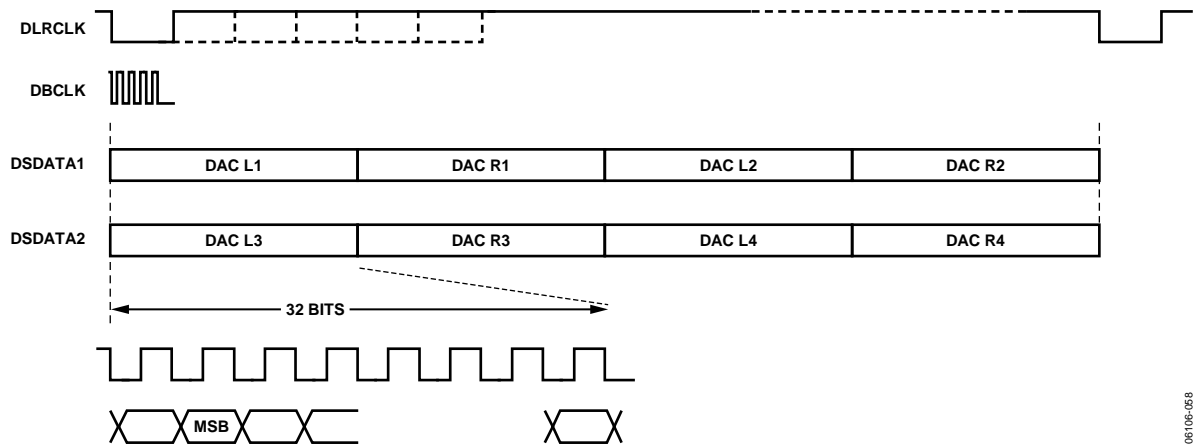 DLRCLK
DBCLK
DSDATA1 DAC L1 DAC R1 DAC L2 DAC R2
DSDATA2 DAC L3 DAC R3 DAC L4 DAC R4
32 BITS
MSB
06106-058